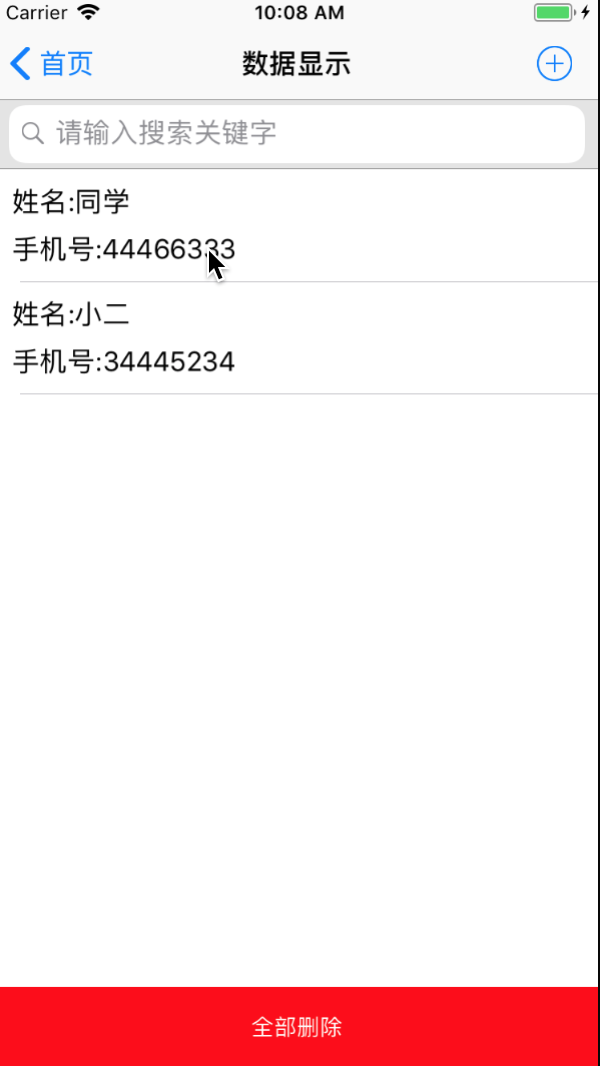 Carrier 10:08 AM
首页 数据显示
请输入搜索关键字
姓名:同学
手机号:44466333
姓名:小二
手机号:34445234
全部删除